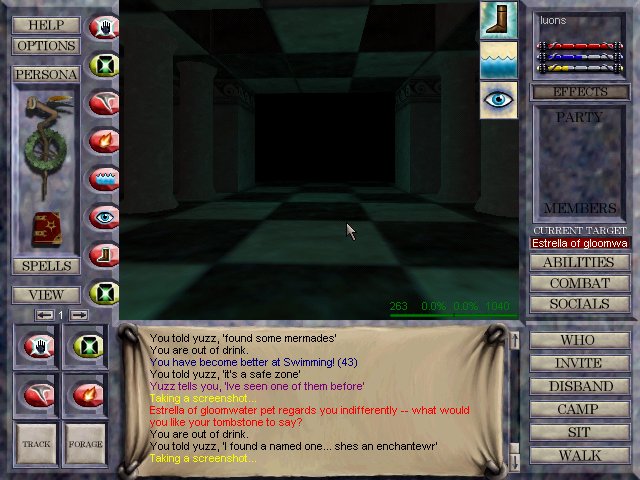 HELP
OPTIONS
PERSONA
SPELLS
VIEW
1
TRACK
FORAGE
263 0.0% 0.0% 1040
You told yuzz, 'found some mermades'
You are out of drink.
You have become better at Swimming! (43)
You told yuzz, 'it's a safe zone'
Yuzz tells you, 'ive seen one of them before'
Taking a screenshot...
Estrella of gloomwater pet regards you indifferently -- what would
you like your tombstone to say?
You are out of drink.
You told yuzz, 'I found a named one... shes an enchantewr'
Taking a screenshot...
luons
EFFECTS
PARTY
MEMBERS
CURRENT TARGET
Estrella of gloomwa
ABILITIES
COMBAT
SOCIALS
WHO
INVITE
DISBAND
CAMP
SIT
WALK